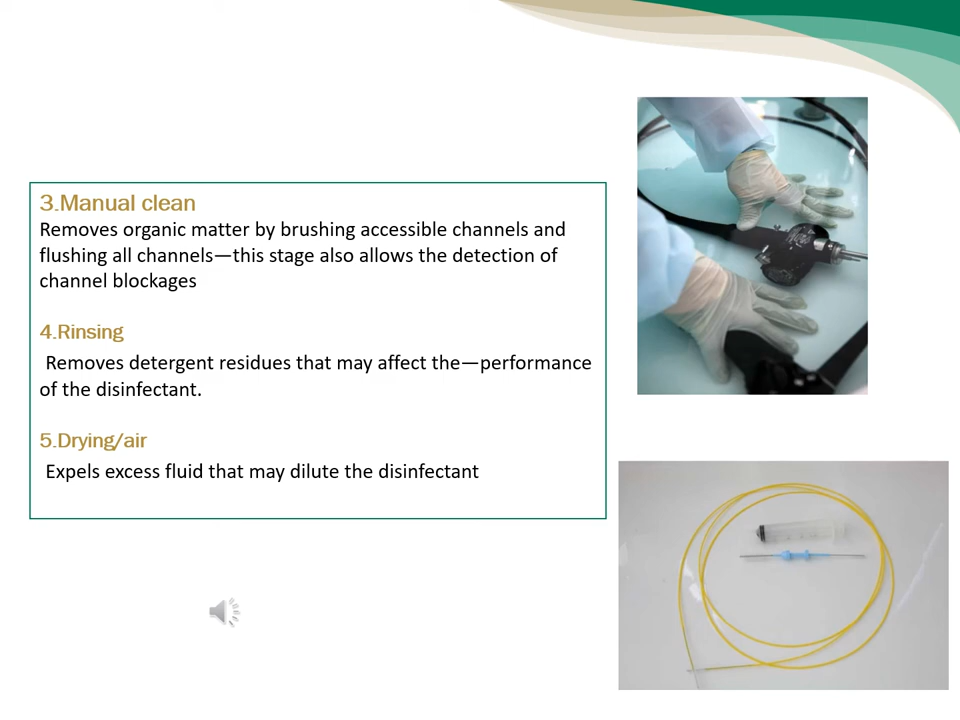 3.Manual clean
Removes organic matter by brushing accessible channels and
flushing all channels—this stage also allows the detection of
channel blockages
4.Rinsing
Removes detergent residues that may affect the—performance
of the disinfectant.
5.Drying/air
Expels excess fluid that may dilute the disinfectant